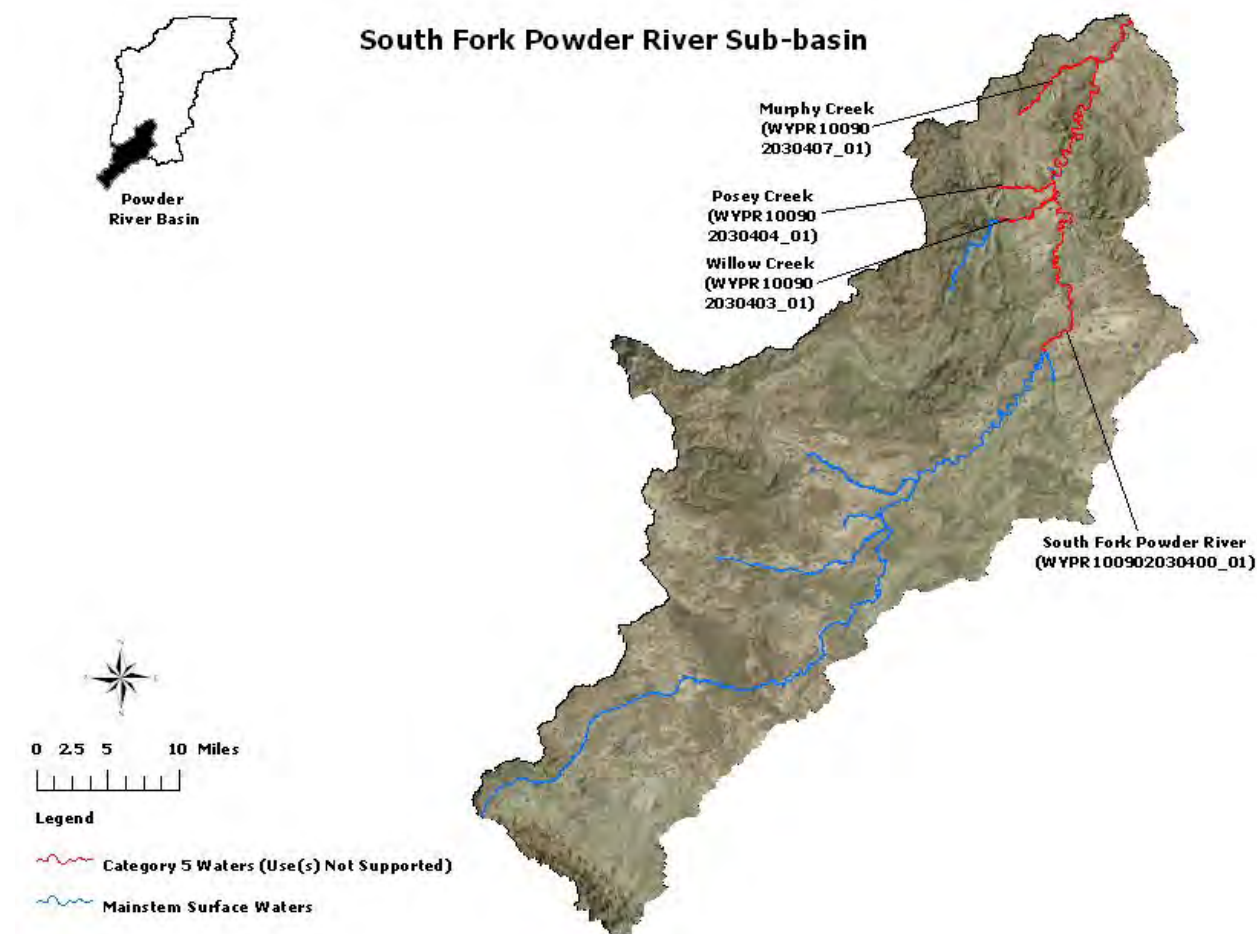 South Fork Powder River Sub-basin
Powder
River Basin
Murphy Creek
(WYPR10090
2030407_01)
Posey Creek
(WYPR10090
2030404_01)
Willow Creek
(WYPR10090
2030403_01)
South Fork Powder River
(WYPR100902030400_01)
0 2.5 5 10 Miles
Legend
Category 5 Waters (Use(s) Not Supported)
Mainstem Surface Waters